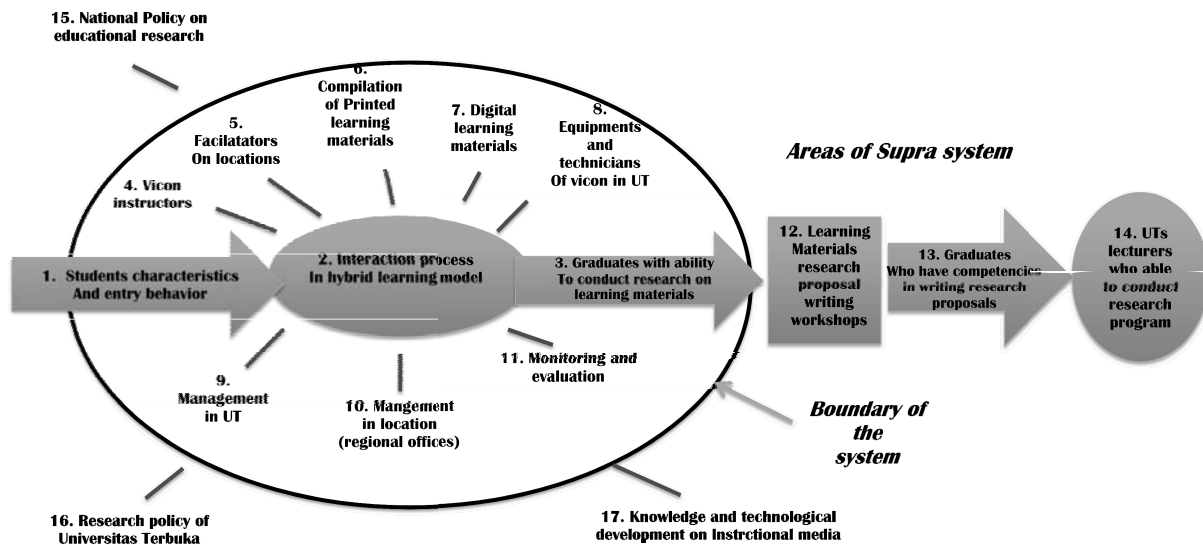 15. National Policy on
educational research
6.
Compilation
of Printed
learning
materials
7. Digital
learning
materials
8.
Equipments
and
technicians
Of vicon in UT
5.
Facilatators
On locations
4. Vicon
instructors
Areas of Supra system
1. Students characteristics
And entry behavior
2. Interaction process
In hybrid learning model
3. Graduates with ability
To conduct research on
learning materials
12. Learning
Materials
research
proposal
writing
workshops
13. Graduates
Who have competencies
in writing research
proposals
14. UTs
lecturers
who able
to conduct
research
program
9.
Management
in UT
10. Mangement
in location
(regional offices)
11. Monitoring and
evaluation
Boundary of
the
system
16. Research policy of
Universitas Terbuka
17. Knowledge and technological
development on Instrctional media